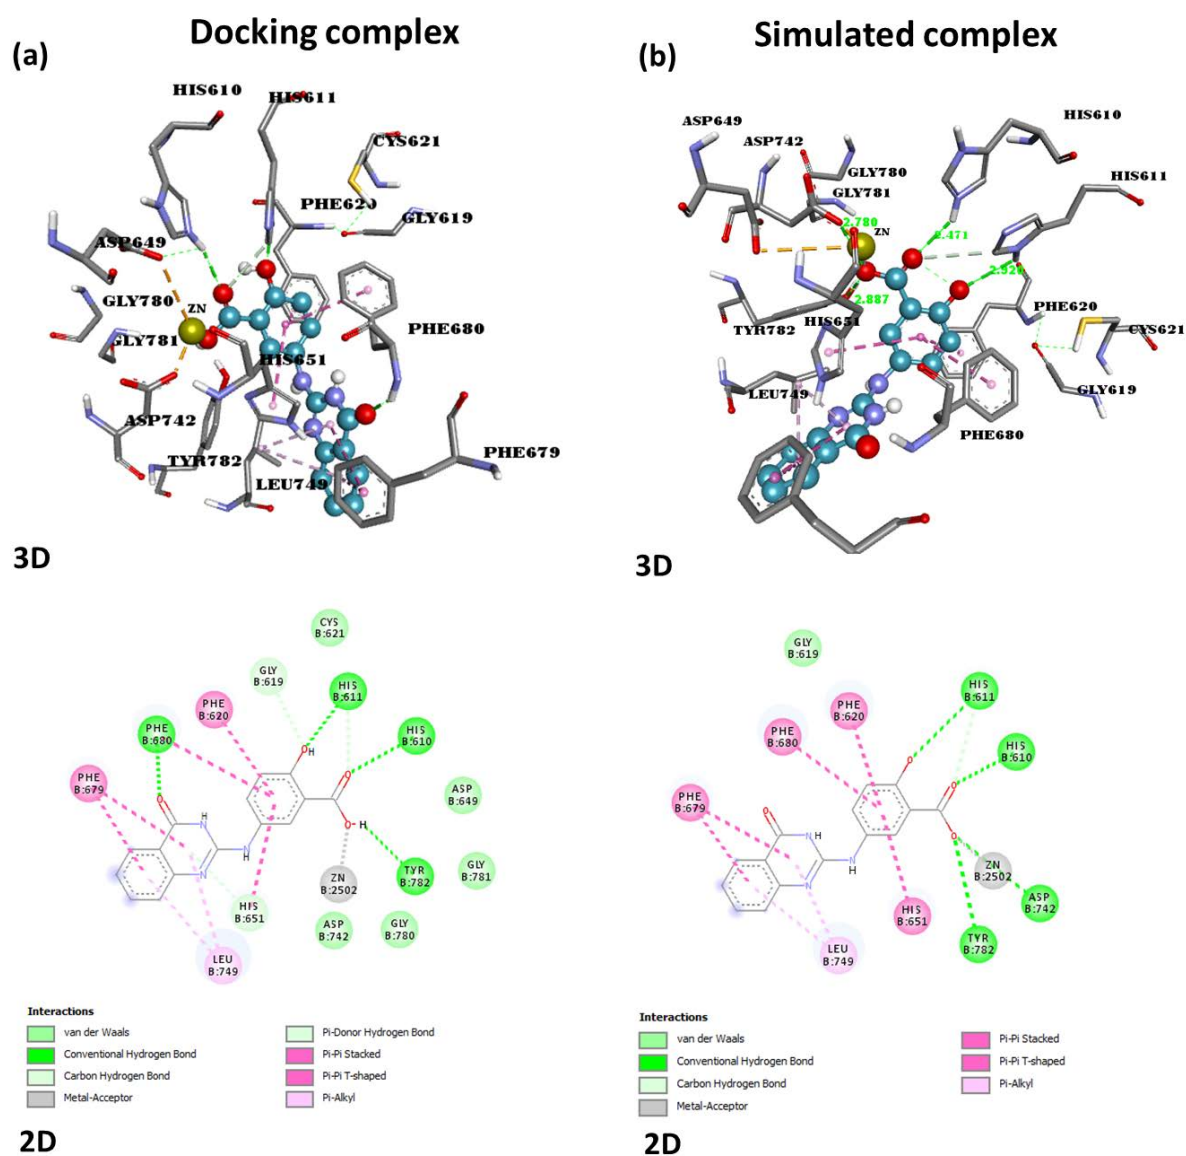 Docking complex
(a)
HIS610
HIS611
CYS621
PHE620
GLY619
ASP649
GLY780
ZN
GLY781
HIS651
PHE680
ASP742
TYR782
LEU749
PHE679
3D
CYS
B:621
GLY
B:619
HIS
B:611
PHE
B:620
PHE
B:680
HIS
B:610
PHE
B:679
ASP
B:649
O
H
O
O
H
O
H
N
N
N
H
ZN
B:2502
TYR
B:782
GLY
B:781
HIS
B:651
ASP
B:742
GLY
B:780
LEU
B:749
Interactions
van der Waals
Conventional Hydrogen Bond
Carbon Hydrogen Bond
Metal-Acceptor
Pi-Donor Hydrogen Bond
Pi-Pi Stacked
Pi-Pi T-shaped
Pi-Alkyl
2D
Simulated complex
(b)
ASP649
ASP742
GLY780
GLY781
HIS610
HIS611
2.780
ZN
2.471
2.920
2.887
TYR782
HIS651
PHE620
CYS621
LEU749
GLY619
PHE680
3D
GLY
B:619
HIS
B:611
PHE
B:620
PHE
B:680
HIS
B:610
PHE
B:679
O
O
O
O
H
N
N
N
H
ZN
B:2502
ASP
B:742
HIS
B:651
TYR
B:782
LEU
B:749
Interactions
van der Waals
Conventional Hydrogen Bond
Carbon Hydrogen Bond
Metal-Acceptor
Pi-Pi Stacked
Pi-Pi T-shaped
Pi-Alkyl
2D